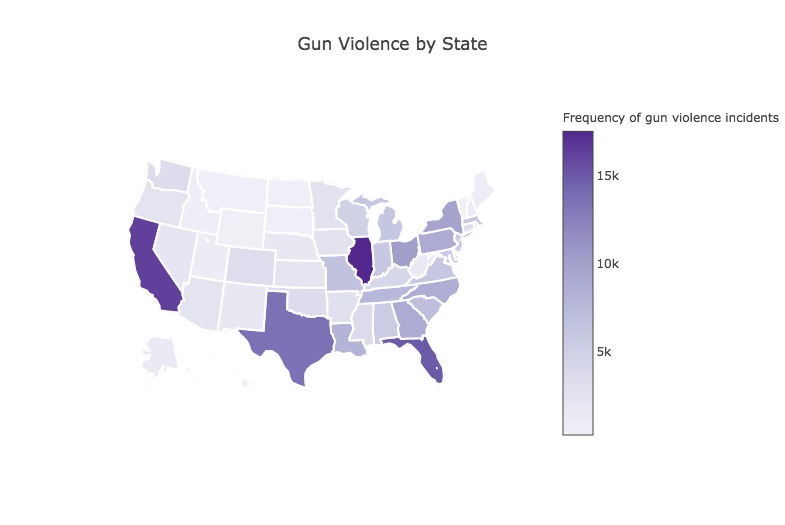 Gun Violence by State
Frequency of gun violence incidents
15k
10k
5k